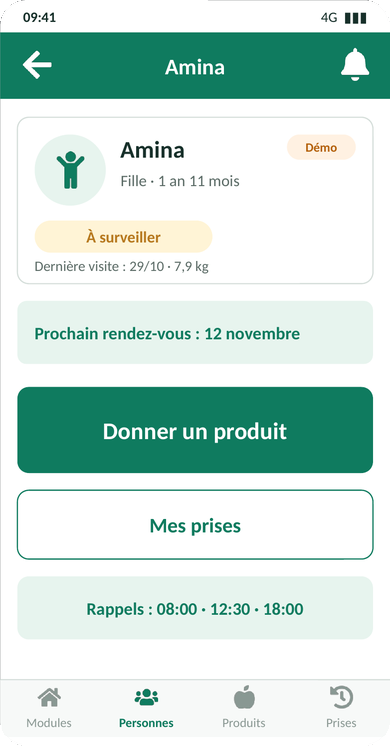 09:41
4G
Amina
Amina
Démo
Fille · 1 an 11 mois
À surveiller
Dernière visite : 29/10 · 7,9 kg
Prochain rendez-vous : 12 novembre
Donner un produit
Mes prises
Rappels : 08:00 · 12:30 · 18:00
Modules
Personnes
Produits
Prises